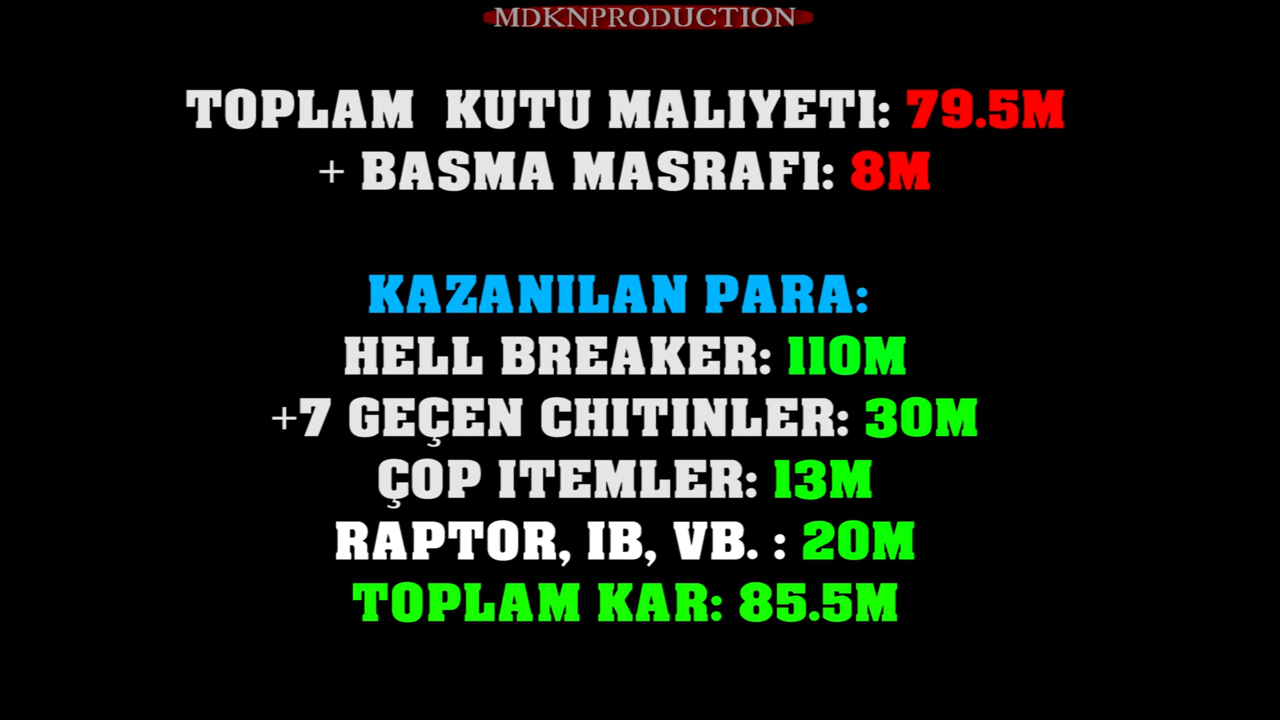 MDKNPRODUCTION
TOPLAM KUTU MALIYETI: 79.5M
+ BASMA MASRAFI: 8M
KAZANILAN PARA:
HELL BREAKER: 110M
+7 GEÇEN CHITINLER: 30M
ÇOP ITEMLER: 13M
RAPTOR, IB, VB. : 20M
TOPLAM KAR: 85.5M